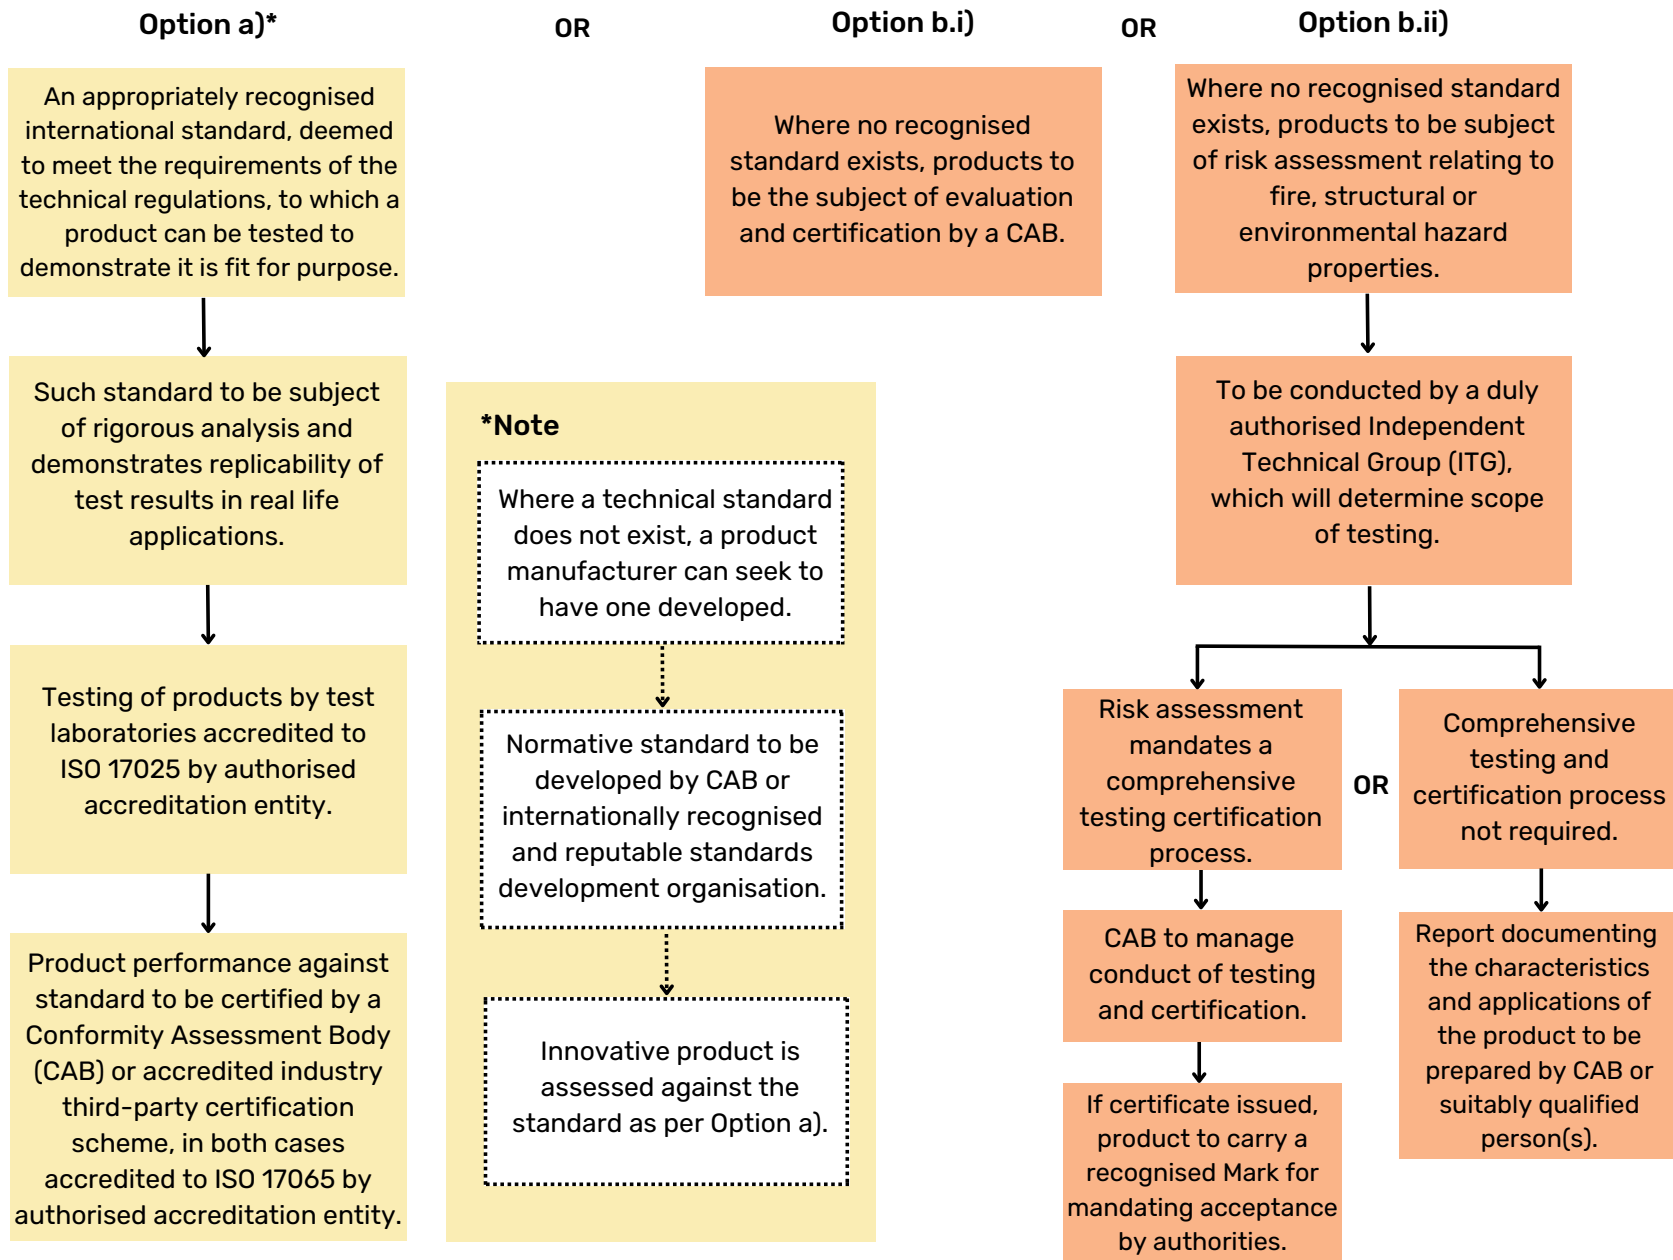 Option a)*
OR
Option b.i)
OR
Option b.ii)
An appropriately recognised
international standard, deemed
to meet the requirements of the
technical regulations, to which a
product can be tested to
demonstrate it is fit for purpose.
Such standard to be subject
of rigorous analysis and
demonstrates replicability of
test results in real life
applications.
Testing of products by test
laboratories accredited to
ISO 17025 by authorised
accreditation entity.
Product performance against
standard to be certified by a
Conformity Assessment Body
(CAB) or accredited industry
third-party certification
scheme, in both cases
accredited to ISO 17065 by
authorised accreditation entity.
*Note
Where a technical standard
does not exist, a product
manufacturer can seek to
have one developed.
Normative standard to be
developed by CAB or
internationally recognised
and reputable standards
development organisation.
Innovative product is
assessed against the
standard as per Option a).
Where no recognised
standard exists, products to
be the subject of evaluation
and certification by a CAB.
Where no recognised standard
exists, products to be subject
of risk assessment relating to
fire, structural or
environmental hazard
properties.
To be conducted by a duly
authorised Independent
Technical Group (ITG),
which will determine scope
of testing.
Risk assessment
mandates a
comprehensive
testing certification
process.
OR
Comprehensive
testing and
certification process
not required.
CAB to manage
conduct of testing
and certification.
If certificate issued,
product to carry a
recognised Mark for
mandating acceptance
by authorities.
Report documenting
the characteristics
and applications of
the product to be
prepared by CAB or
suitably qualified
person(s).